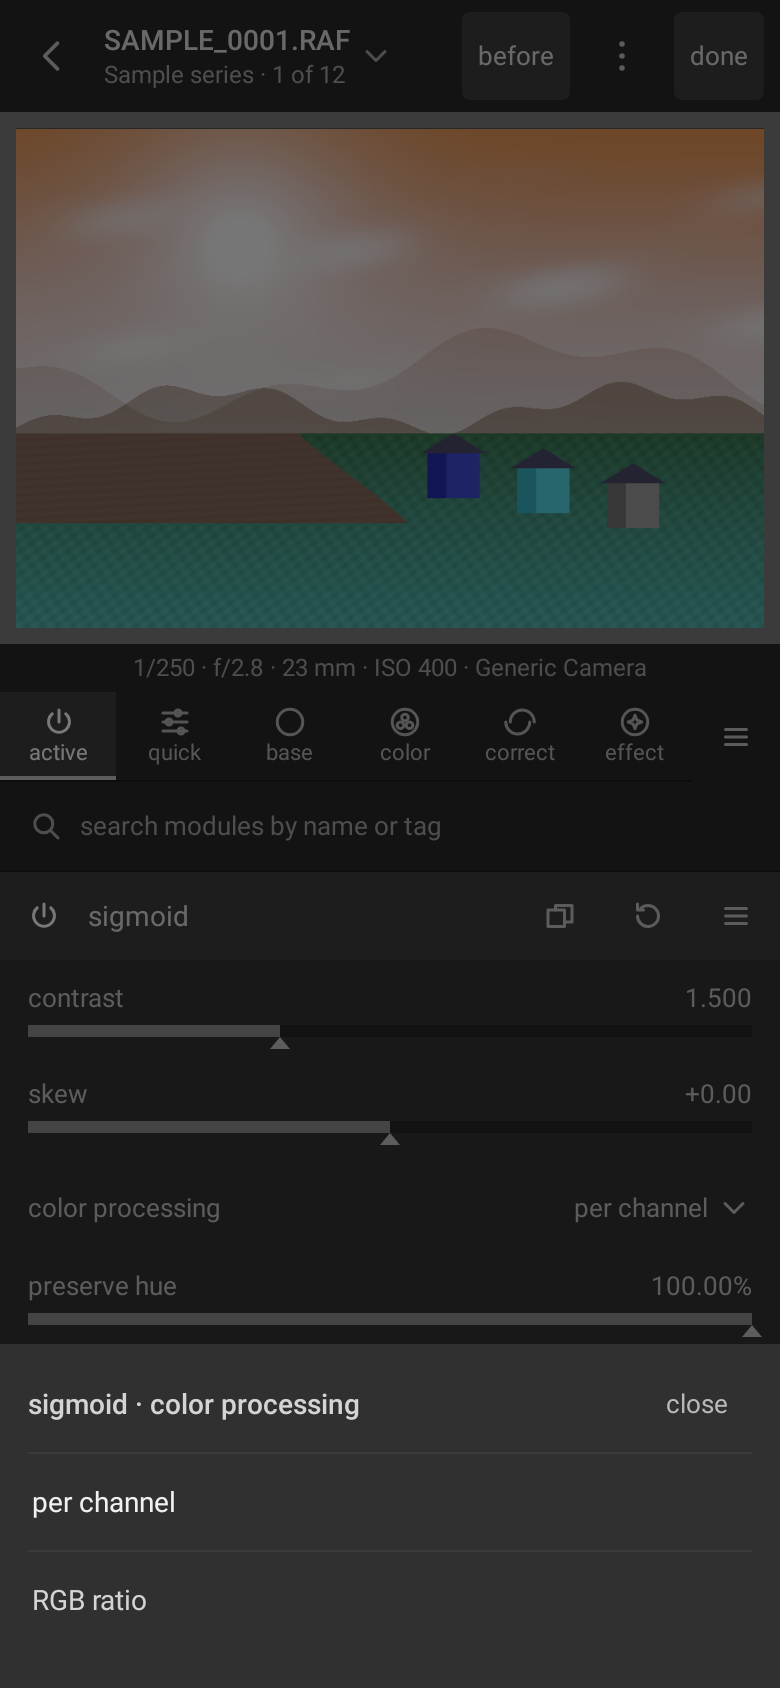 SAMPLE_0001.RAF
Sample series · 1 of 12
before
done
1/250 · f/2.8 · 23 mm · ISO 400 · Generic Camera
active
quick
base
color
correct
effect
search modules by name or tag
sigmoid
contrast 1.500
skew +0.00
color processing per channel
preserve hue 100.00%
sigmoid · color processing close
per channel
RGB ratio